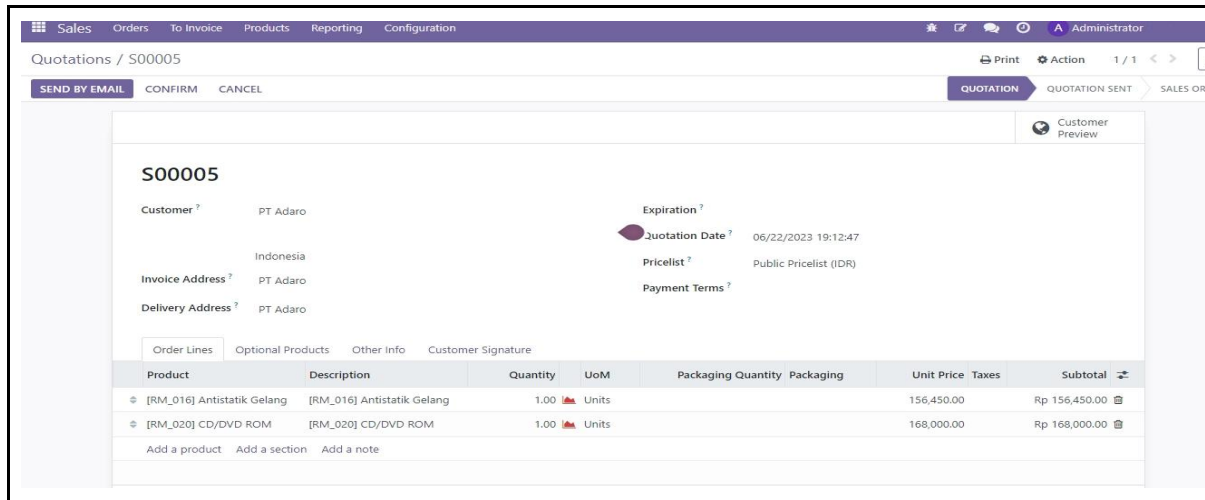 Sales Orders To Invoice Products Reporting Configuration A Administrator
Quotations / S00005 Print Action 1 / 1
SEND BY EMAIL CONFIRM CANCEL QUOTATION QUOTATION SENT SALES OR
Customer
Preview
S00005
Customer ? PT Adaro Expiration ?
Quotation Date ? 06/22/2023 19:12:47
Indonesia
Pricelist ? Public Pricelist (IDR)
Invoice Address ? PT Adaro
Payment Terms ?
Delivery Address ? PT Adaro
Order Lines Optional Products Other Info Customer Signature
Product Description Quantity UoM Packaging Quantity Packaging Unit Price Taxes Subtotal
[RM_016] Antistatik Gelang [RM_016] Antistatik Gelang 1.00 Units 156,450.00 Rp 156,450.00
[RM_020] CD/DVD ROM [RM_020] CD/DVD ROM 1.00 Units 168,000.00 Rp 168,000.00
Add a product Add a section Add a note